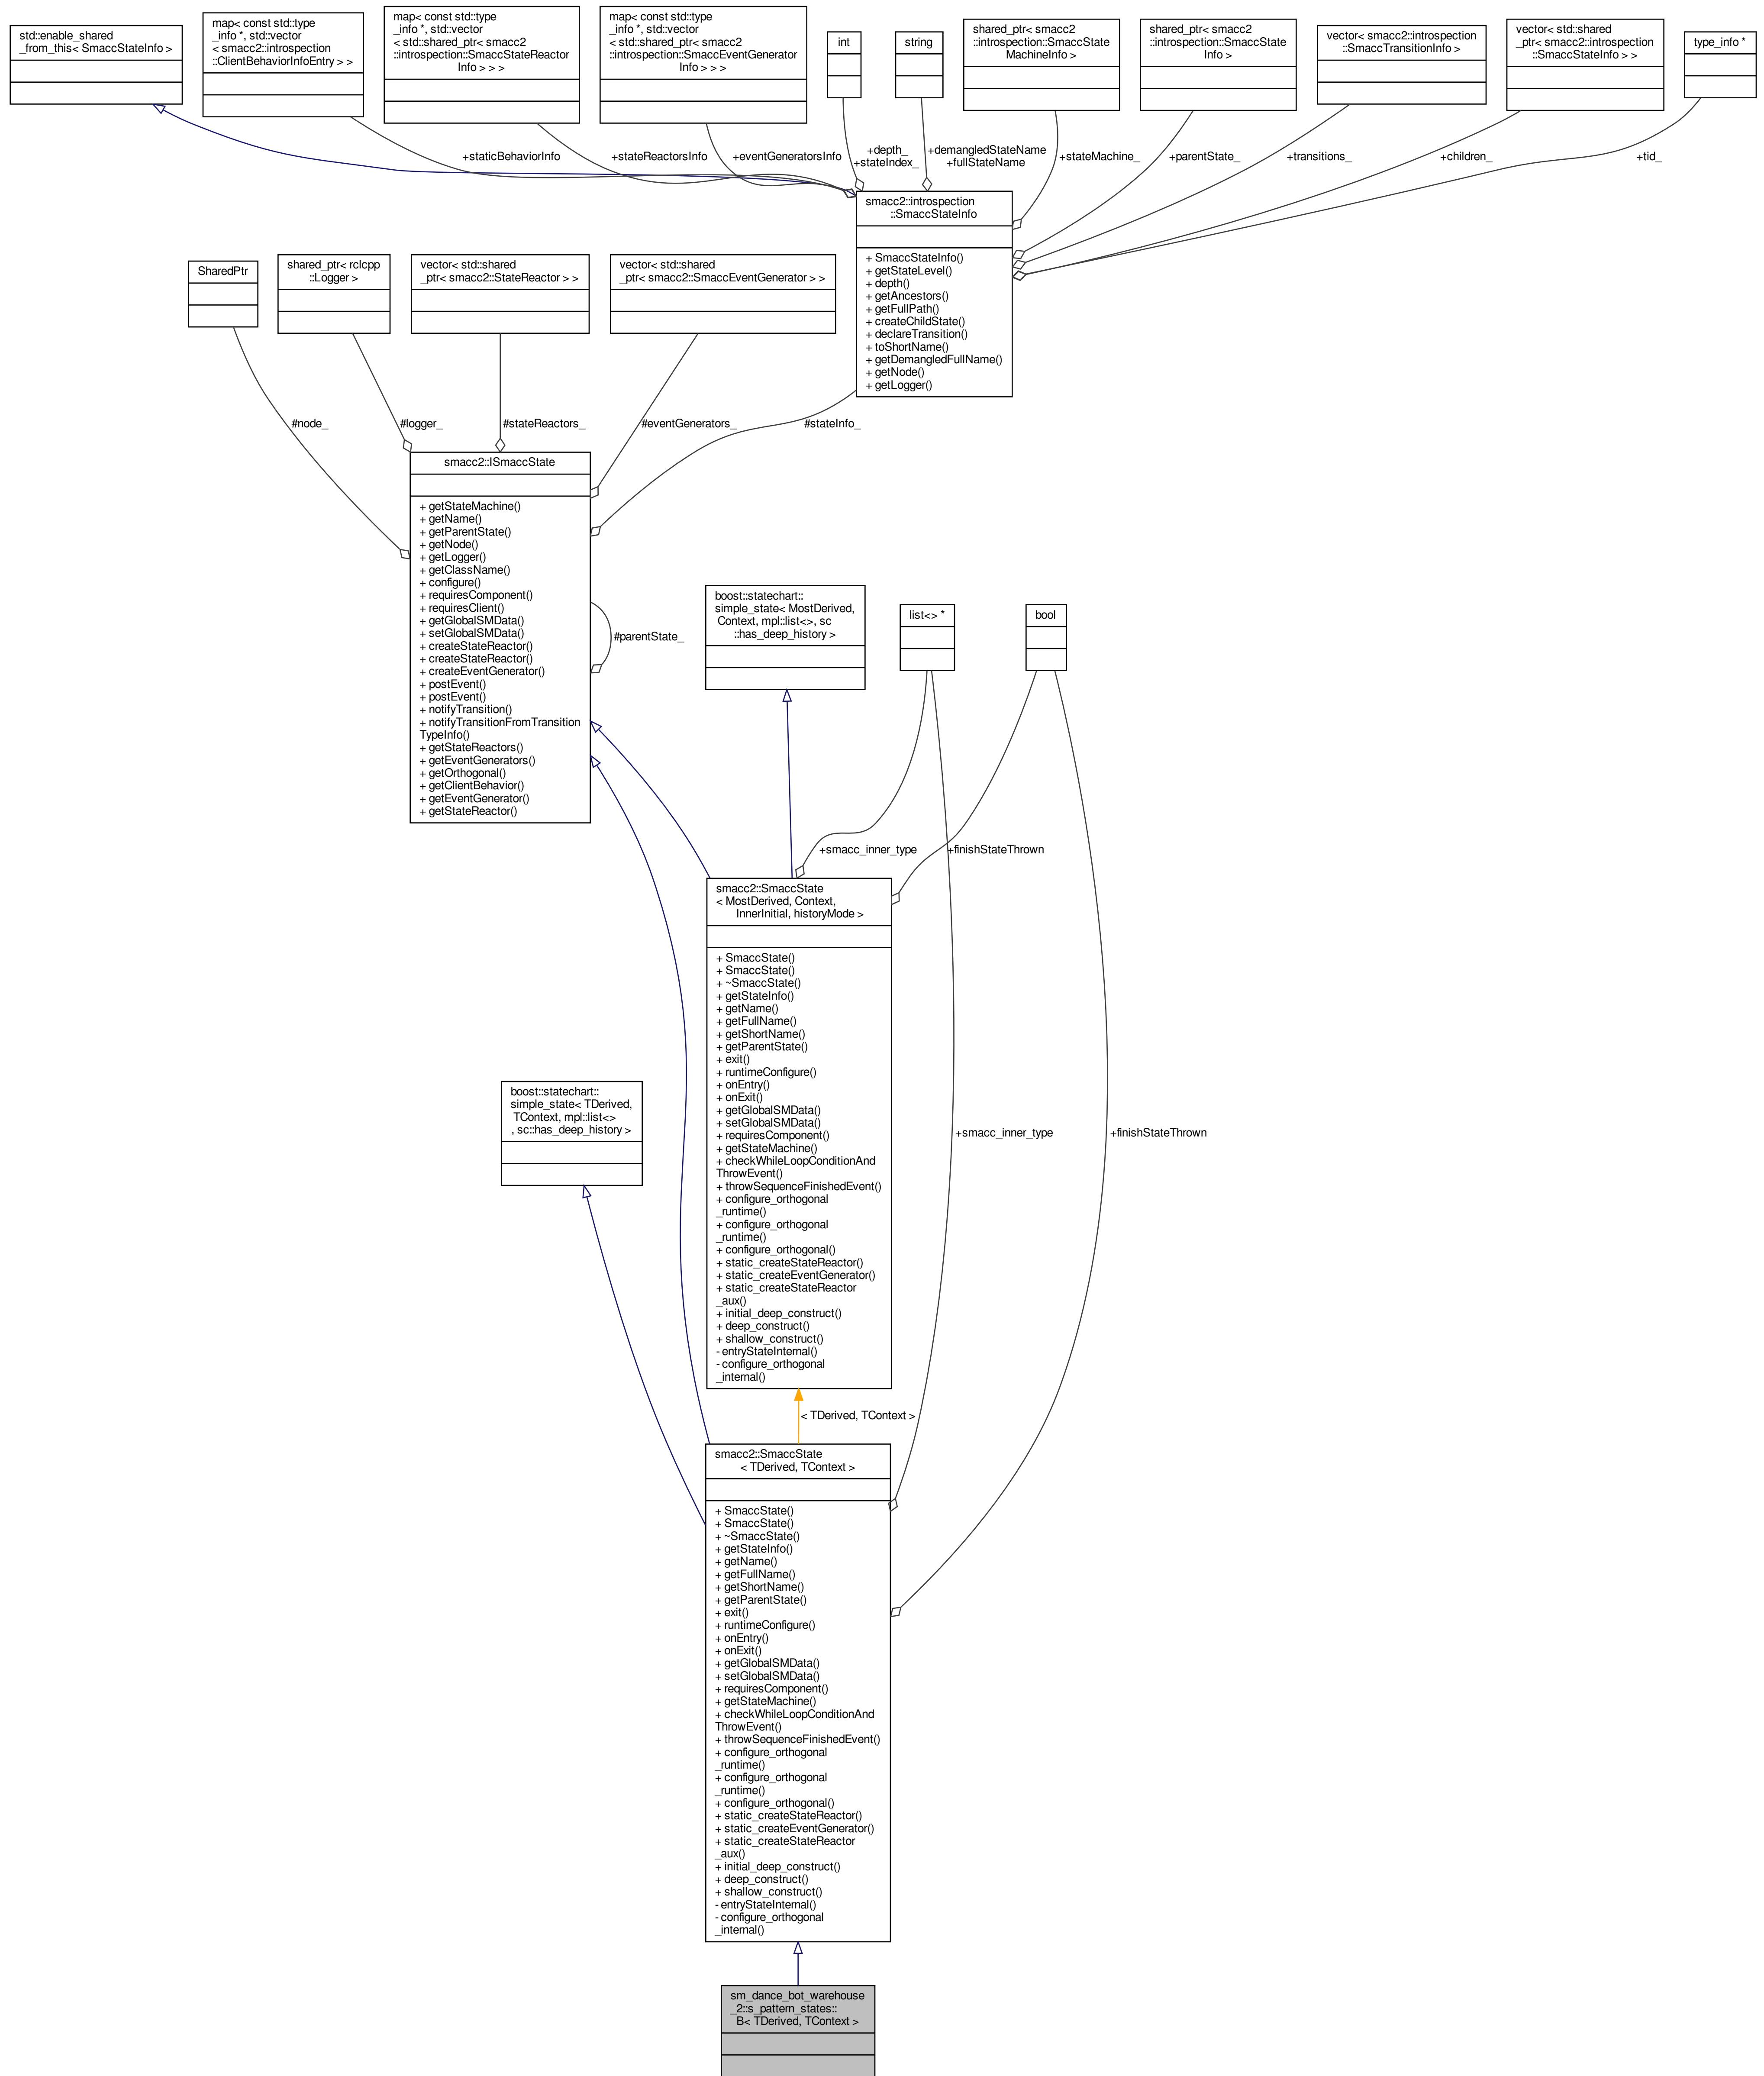 std::enable_shared
_from_this< SmaccStateInfo >
map< const std::type
_info *, std::vector
< smacc2::introspection
::ClientBehaviorInfoEntry > >
map< const std::type
_info *, std::vector
< std::shared_ptr< smacc2
::introspection::SmaccStateReactor
Info > > >
map< const std::type
_info *, std::vector
< std::shared_ptr< smacc2
::introspection::SmaccEventGenerator
Info > > >
int
string
shared_ptr< smacc2
::introspection::SmaccState
MachineInfo >
shared_ptr< smacc2
::introspection::SmaccState
Info >
vector< smacc2::introspection
::SmaccTransitionInfo >
vector< std::shared
_ptr< smacc2::introspection
::SmaccStateInfo > >
type_info *
+staticBehaviorInfo
+stateReactorsInfo
+eventGeneratorsInfo
+depth_
+stateIndex_
+demangledStateName
+fullStateName
+stateMachine_
+parentState_
+transitions_
+children_
+tid_
smacc2::introspection
::SmaccStateInfo
+ SmaccStateInfo()
+ getStateLevel()
+ depth()
+ getAncestors()
+ getFullPath()
+ createChildState()
+ declareTransition()
+ toShortName()
+ getDemangledFullName()
+ getNode()
+ getLogger()
SharedPtr
shared_ptr< rclcpp
::Logger >
vector< std::shared
_ptr< smacc2::StateReactor > >
vector< std::shared
_ptr< smacc2::SmaccEventGenerator > >
#node_
#logger_
#stateReactors_
#eventGenerators_
#stateInfo_
smacc2::ISmaccState
+ getStateMachine()
+ getName()
+ getParentState()
+ getNode()
+ getLogger()
+ getClassName()
+ configure()
+ requiresComponent()
+ requiresClient()
+ getGlobalSMData()
+ setGlobalSMData()
+ createStateReactor()
+ createStateReactor()
+ createEventGenerator()
+ postEvent()
+ postEvent()
+ notifyTransition()
+ notifyTransitionFromTransition
TypeInfo()
+ getStateReactors()
+ getEventGenerators()
+ getOrthogonal()
+ getClientBehavior()
+ getEventGenerator()
+ getStateReactor()
#parentState_
boost::statechart::
simple_state< MostDerived,
Context, mpl::list<>, sc
::has_deep_history >
list<> *
bool
+smacc_inner_type
+finishStateThrown
smacc2::SmaccState
< MostDerived, Context,
InnerInitial, historyMode >
+ SmaccState()
+ SmaccState()
+ ~SmaccState()
+ getStateInfo()
+ getName()
+ getFullName()
+ getShortName()
+ getParentState()
+ exit()
+ runtimeConfigure()
+ onEntry()
+ onExit()
+ getGlobalSMData()
+ setGlobalSMData()
+ requiresComponent()
+ getStateMachine()
+ checkWhileLoopConditionAnd
ThrowEvent()
+ throwSequenceFinishedEvent()
+ configure_orthogonal
_runtime()
+ configure_orthogonal
_runtime()
+ configure_orthogonal()
+ static_createStateReactor()
+ static_createEventGenerator()
+ static_createStateReactor
_aux()
+ initial_deep_construct()
+ deep_construct()
+ shallow_construct()
- entryStateInternal()
- configure_orthogonal
_internal()
boost::statechart::
simple_state< TDerived,
TContext, mpl::list<>
, sc::has_deep_history >
+smacc_inner_type
+finishStateThrown
< TDerived, TContext >
smacc2::SmaccState
< TDerived, TContext >
+ SmaccState()
+ SmaccState()
+ ~SmaccState()
+ getStateInfo()
+ getName()
+ getFullName()
+ getShortName()
+ getParentState()
+ exit()
+ runtimeConfigure()
+ onEntry()
+ onExit()
+ getGlobalSMData()
+ setGlobalSMData()
+ requiresComponent()
+ getStateMachine()
+ checkWhileLoopConditionAnd
ThrowEvent()
+ throwSequenceFinishedEvent()
+ configure_orthogonal
_runtime()
+ configure_orthogonal
_runtime()
+ configure_orthogonal()
+ static_createStateReactor()
+ static_createEventGenerator()
+ static_createStateReactor
_aux()
+ initial_deep_construct()
+ deep_construct()
+ shallow_construct()
- entryStateInternal()
- configure_orthogonal
_internal()
sm_dance_bot_warehouse
_2::s_pattern_states::
B< TDerived, TContext >